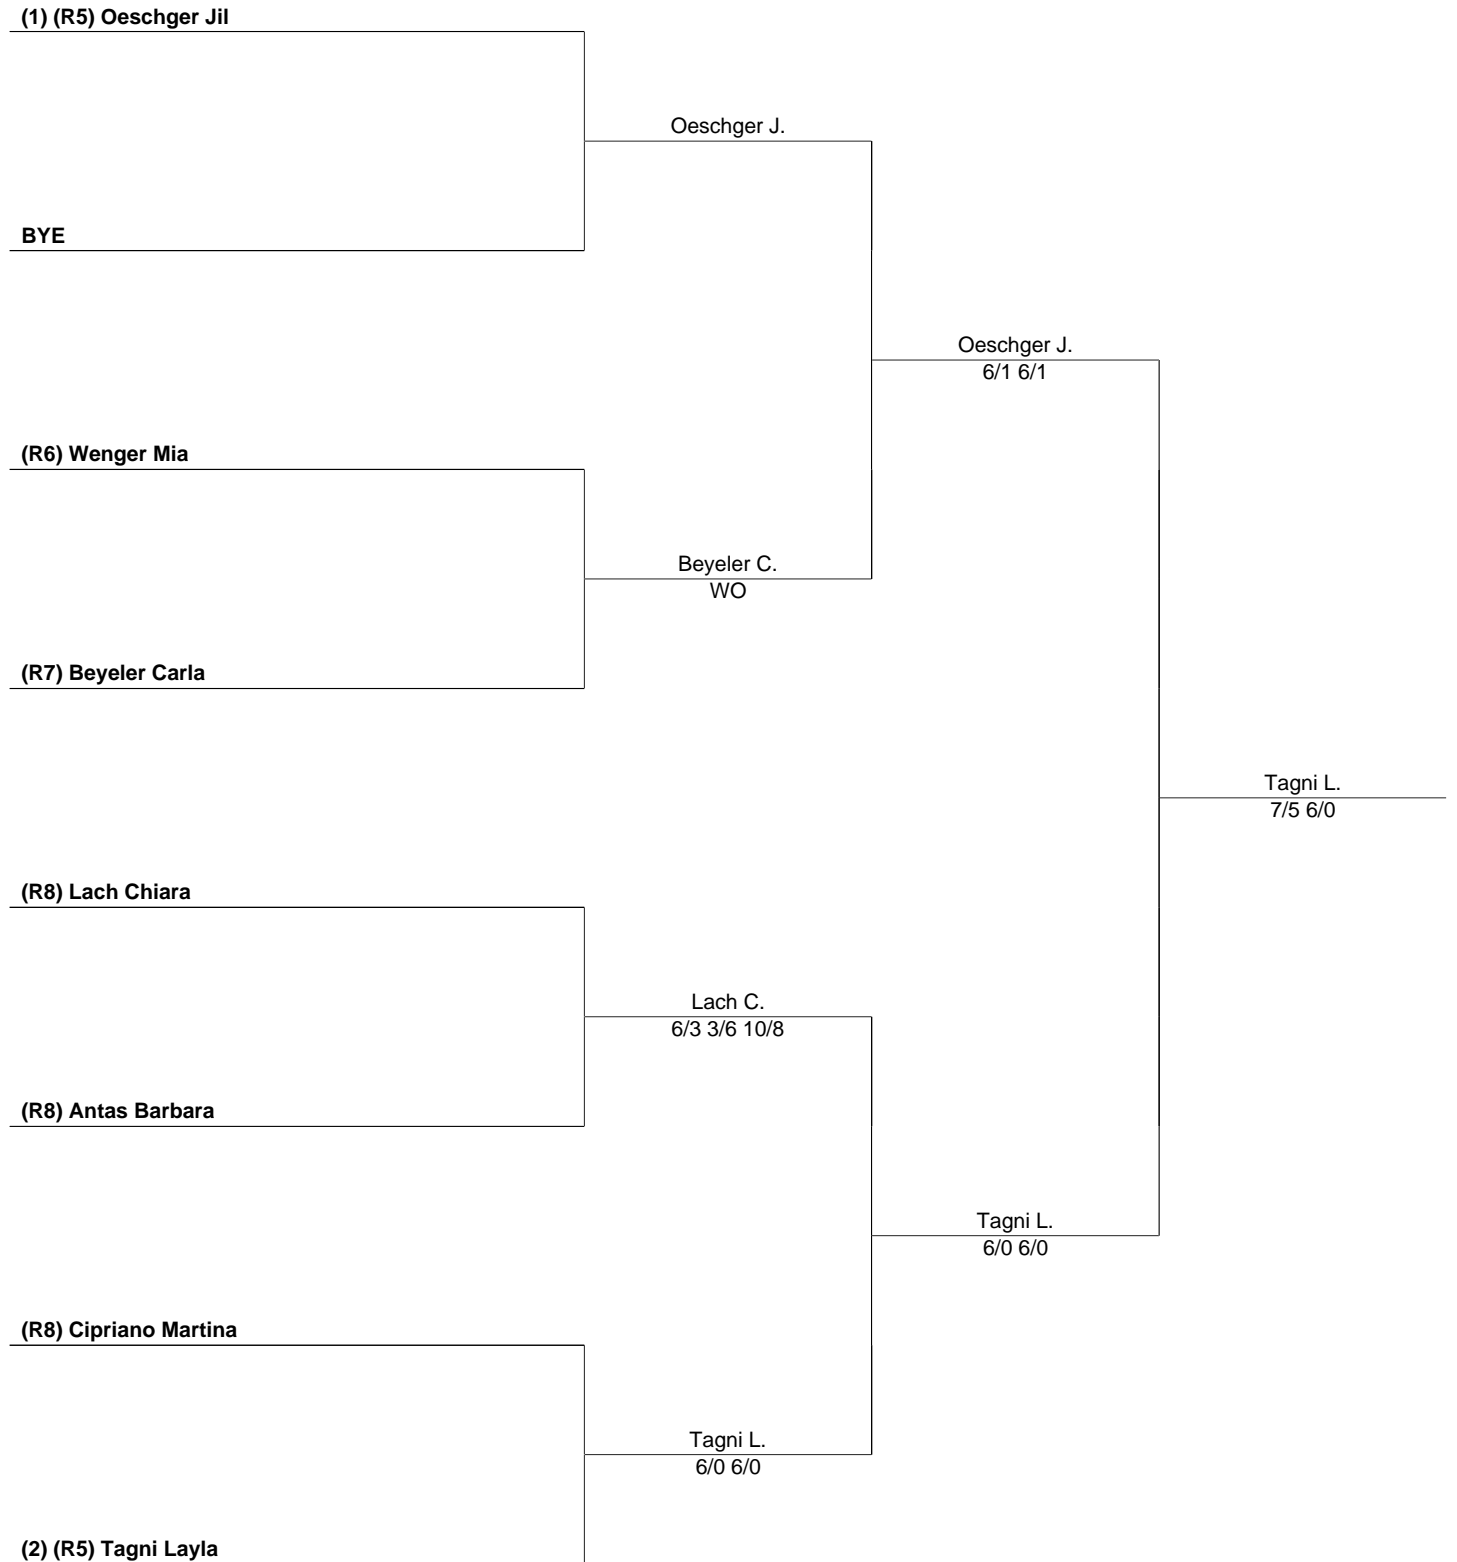 (1) (R5) Oeschger Jil
Oeschger J.
BYE
Oeschger J.
6/1 6/1
(R6) Wenger Mia
Beyeler C.
WO
(R7) Beyeler Carla
Tagni L.
7/5 6/0
(R8) Lach Chiara
Lach C.
6/3 3/6 10/8
(R8) Antas Barbara
Tagni L.
6/0 6/0
(R8) Cipriano Martina
Tagni L.
6/0 6/0
(2) (R5) Tagni Layla